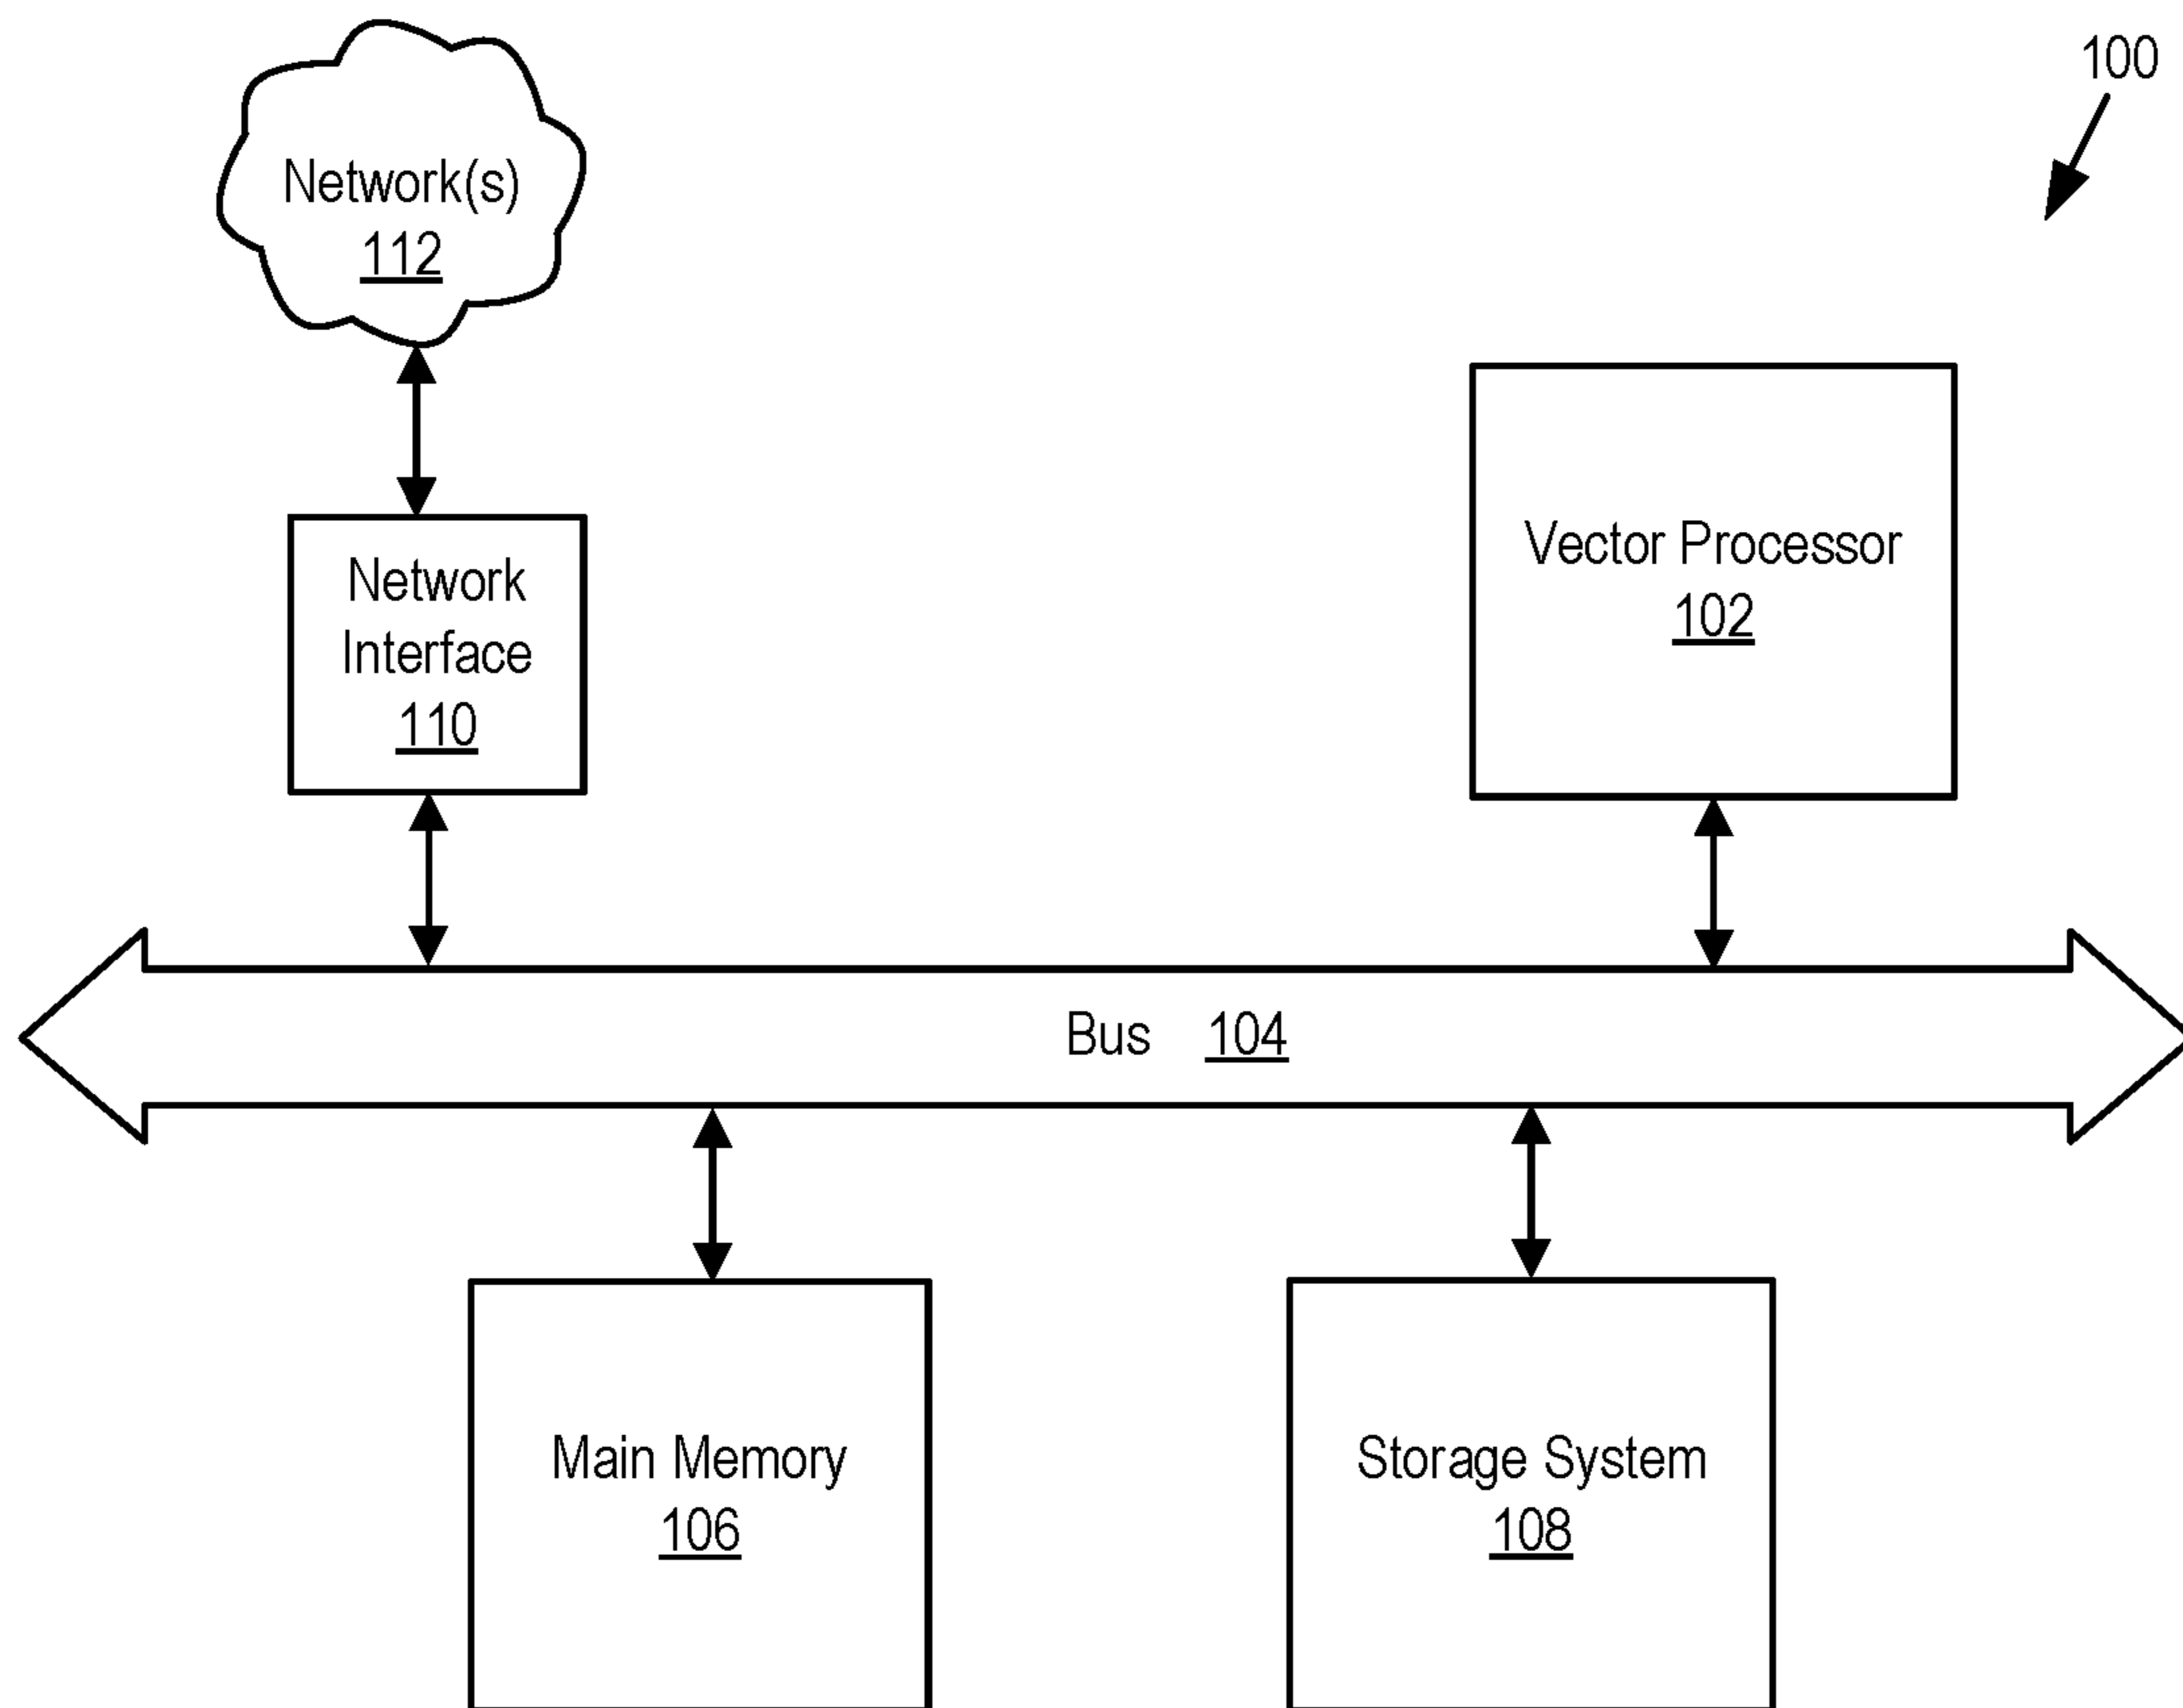 100
Network(s)
112
Network
Interface
110
Vector Processor
102
Bus 104
Main Memory
106
Storage System
108